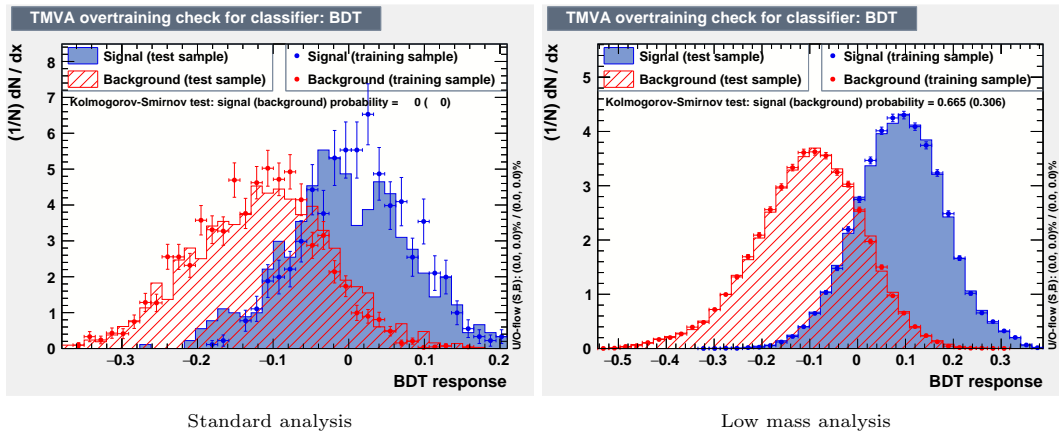 TMVA overtraining check for classifier: BDT
Signal (test sample)
Background (test sample)
Signal (training sample)
Background (training sample)
Kolmogorov-Smirnov test: signal (background) probability = 0 ( 0)
(1/N) dN / dx
8
7
6
5
4
3
2
1
0
−0.3 −0.2 −0.1 0 0.1 0.2
BDT response
U/O-flow (S,B): (0.0, 0.0)% / (0.0, 0.0)%
Standard analysis
TMVA overtraining check for classifier: BDT
Signal (test sample)
Background (test sample)
Signal (training sample)
Background (training sample)
Kolmogorov-Smirnov test: signal (background) probability = 0.665 (0.306)
(1/N) dN / dx
5
4
3
2
1
0
−0.5 −0.4 −0.3 −0.2 −0.1 0 0.1 0.2 0.3
BDT response
U/O-flow (S,B): (0.0, 0.0)% / (0.0, 0.0)%
Low mass analysis